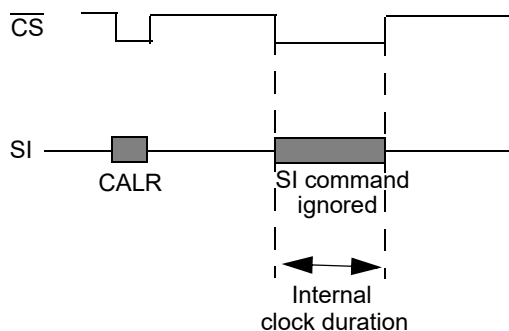 CS
SI
CALR
SI command
ignored
Internal
clock duration